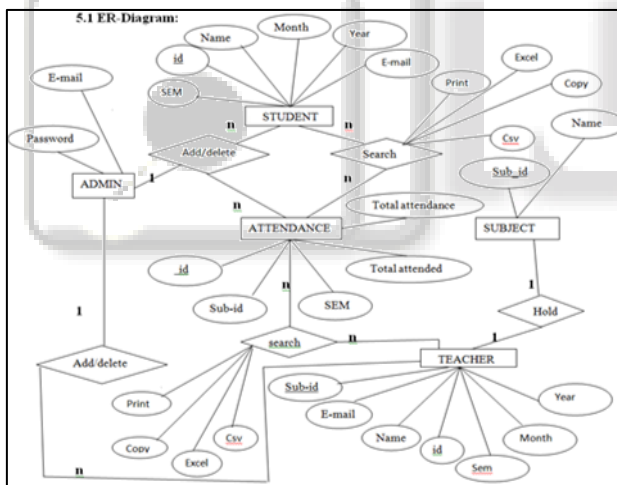 5.1 ER-Diagram:
Name
Month
Year
id
E-mail
SEM
STUDENT
E-mail
Password
ADMIN
1
n
Add/delete
n
n
Search
n
Print
Excel
Copy
Csv
Name
Sub_id
SUBJECT
1
Hold
1
ATTENDANCE
Total attendance
Total attended
_id
Sub-id
SEM
n
search
n
Print
Copy
Excel
Csv
1
Add/delete
n
TEACHER
Sub-id
E-mail
Name
id
Sem
Month
Year